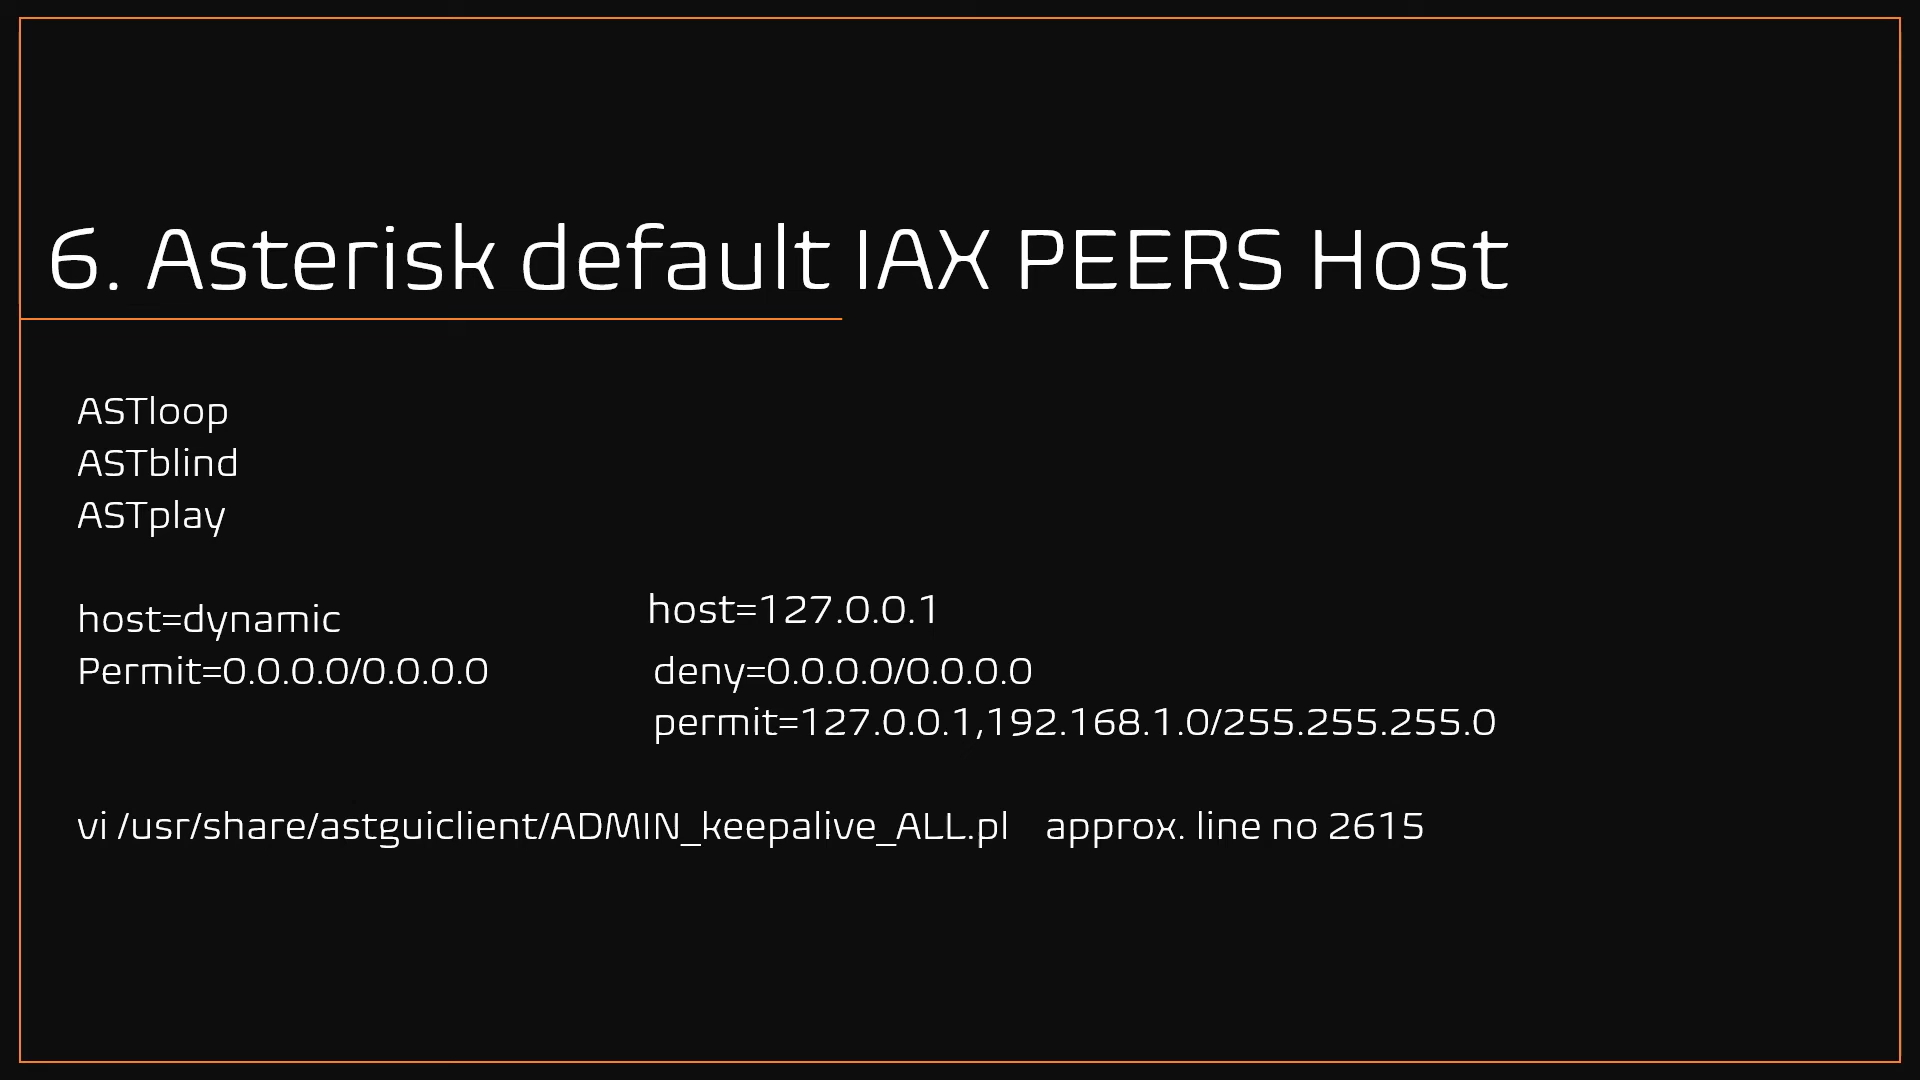 6. Asterisk default IAX PEERS Host
ASTloop
ASTblind
ASTplay
host=dynamic
Permit=0.0.0.0/0.0.0.0
host=127.0.0.1
deny=0.0.0.0/0.0.0.0
permit=127.0.0.1,192.168.1.0/255.255.255.0
vi /usr/share/astguiclient/ADMIN_keepalive_ALL.pl approx. line no 2615